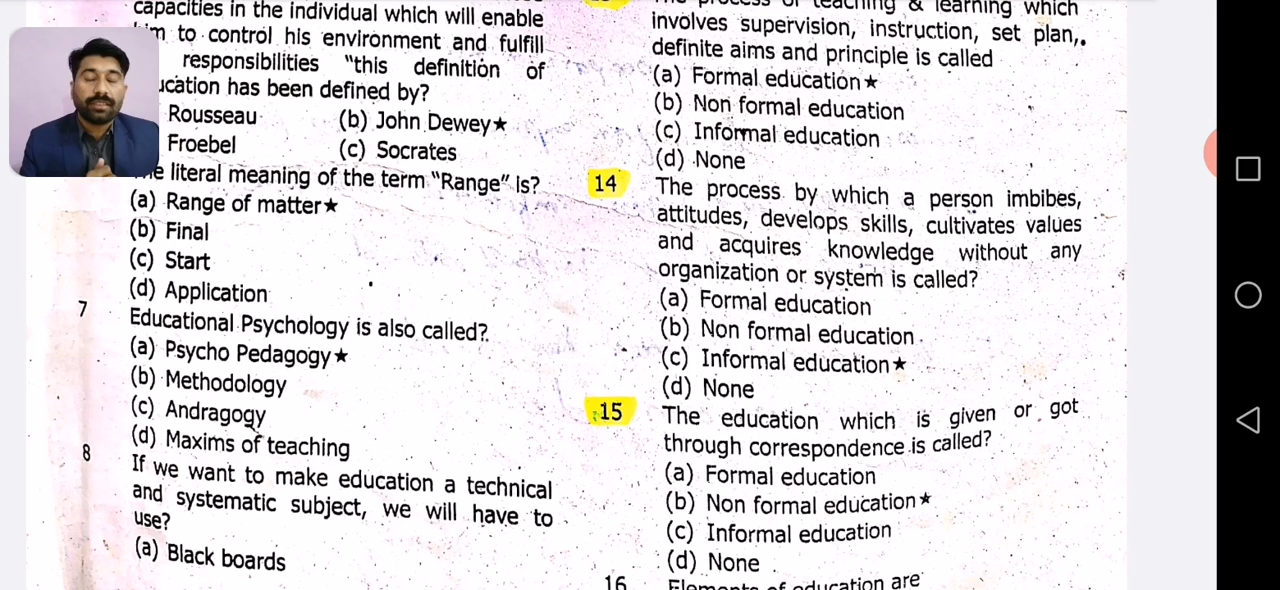 capacities in the individual which will enable
to control his environment and fulfill
responsibilities "this definition of
has been defined by?
Rousseau (b) John Dewey★
Froebel (c) Socrates
literal meaning of the term "Range" is?
(a) Range of matter★
(b) Final
(c) Start
(d) Application
7 Educational Psychology is also called?
(a) Psycho Pedagogy★
(b) Methodology
(c) Andragogy
(d) Maxims of teaching
8 If we want to make education a technical
and systematic subject, we will have to
use?
(a) Black boards
teaching & learning which
involves supervision, instruction, set plan,
definite aims and principle is called
(a) Formal education★
(b) Non formal education
(c) Informal education
(d) None
14 The process by which a person imbibes,
attitudes, develops skills, cultivates values
and acquires knowledge without any
organization or system is called?
(a) Formal education
(b) Non formal education
(c) Informal education★
(d) None
15 The education which is given or got
through correspondence is called?
(a) Formal education
(b) Non formal education★
(c) Informal education
(d) None
16 Elements of education are